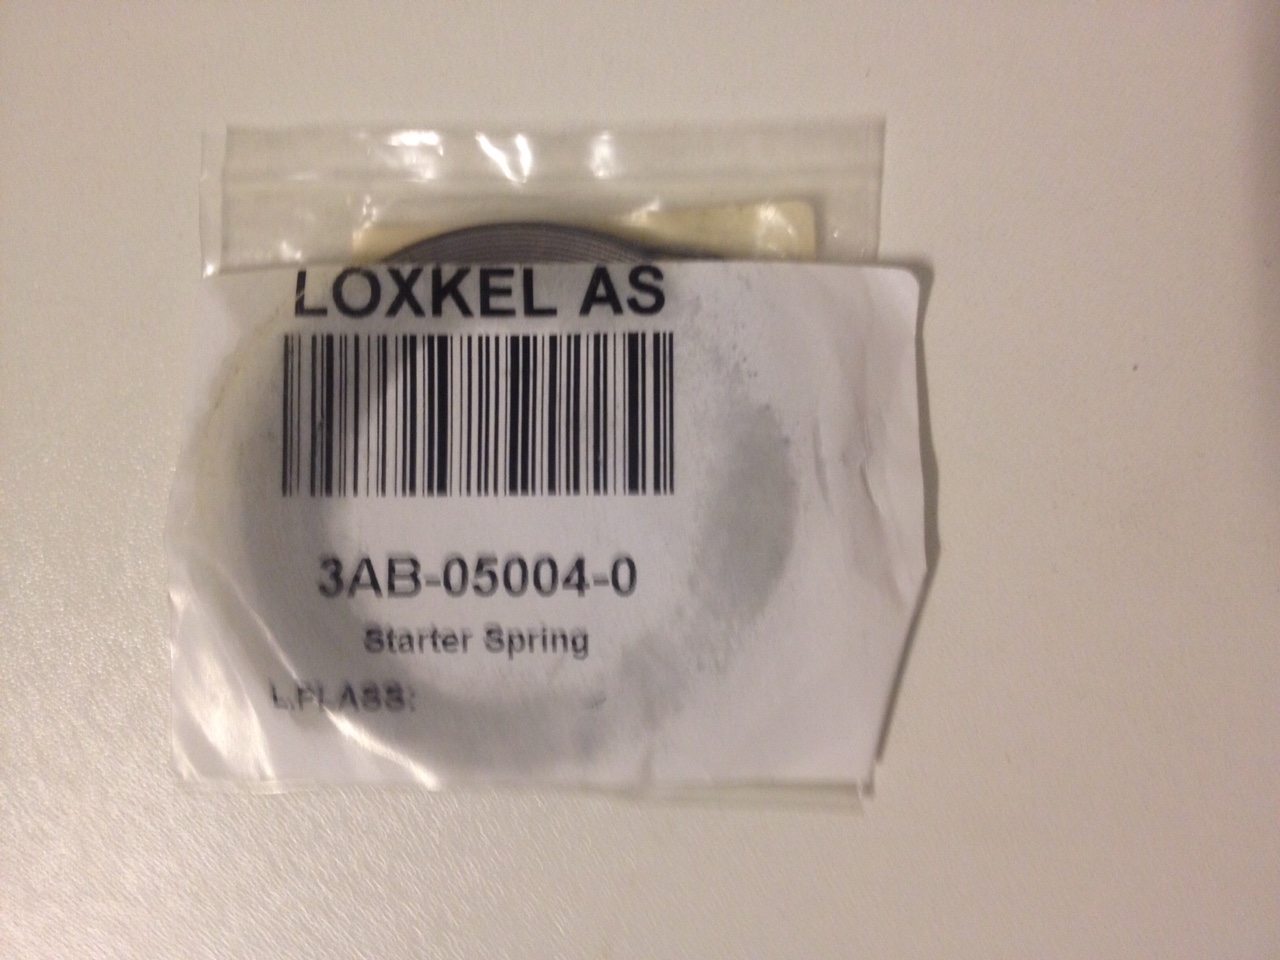 LOXKEL AS
3AB-05004-0
Starter Spring
L.PLASS: